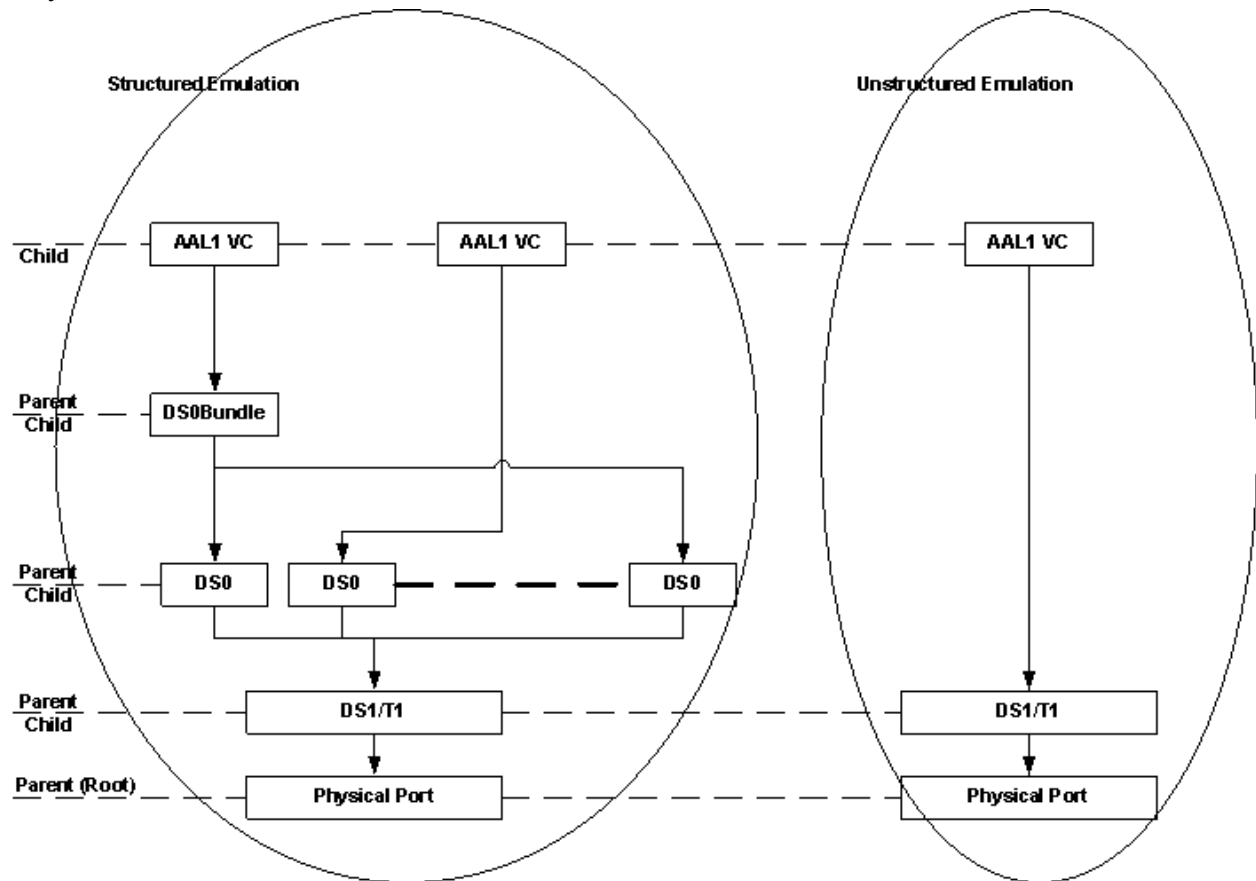 Structured Emulation
Unstructured Emulation
Child
AAL1 VC
AAL1 VC
AAL1 VC
Parent
Child
DS0Bundle
Parent
Child
DS0
DS0
DS0
Parent
Child
DS1/T1
DS1/T1
Parent (Root)
Physical Port
Physical Port